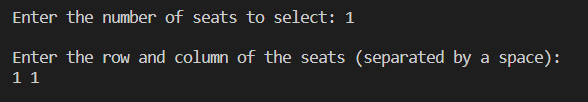 Enter the number of seats to select: 1
Enter the row and column of the seats (separated by a space):
1 1